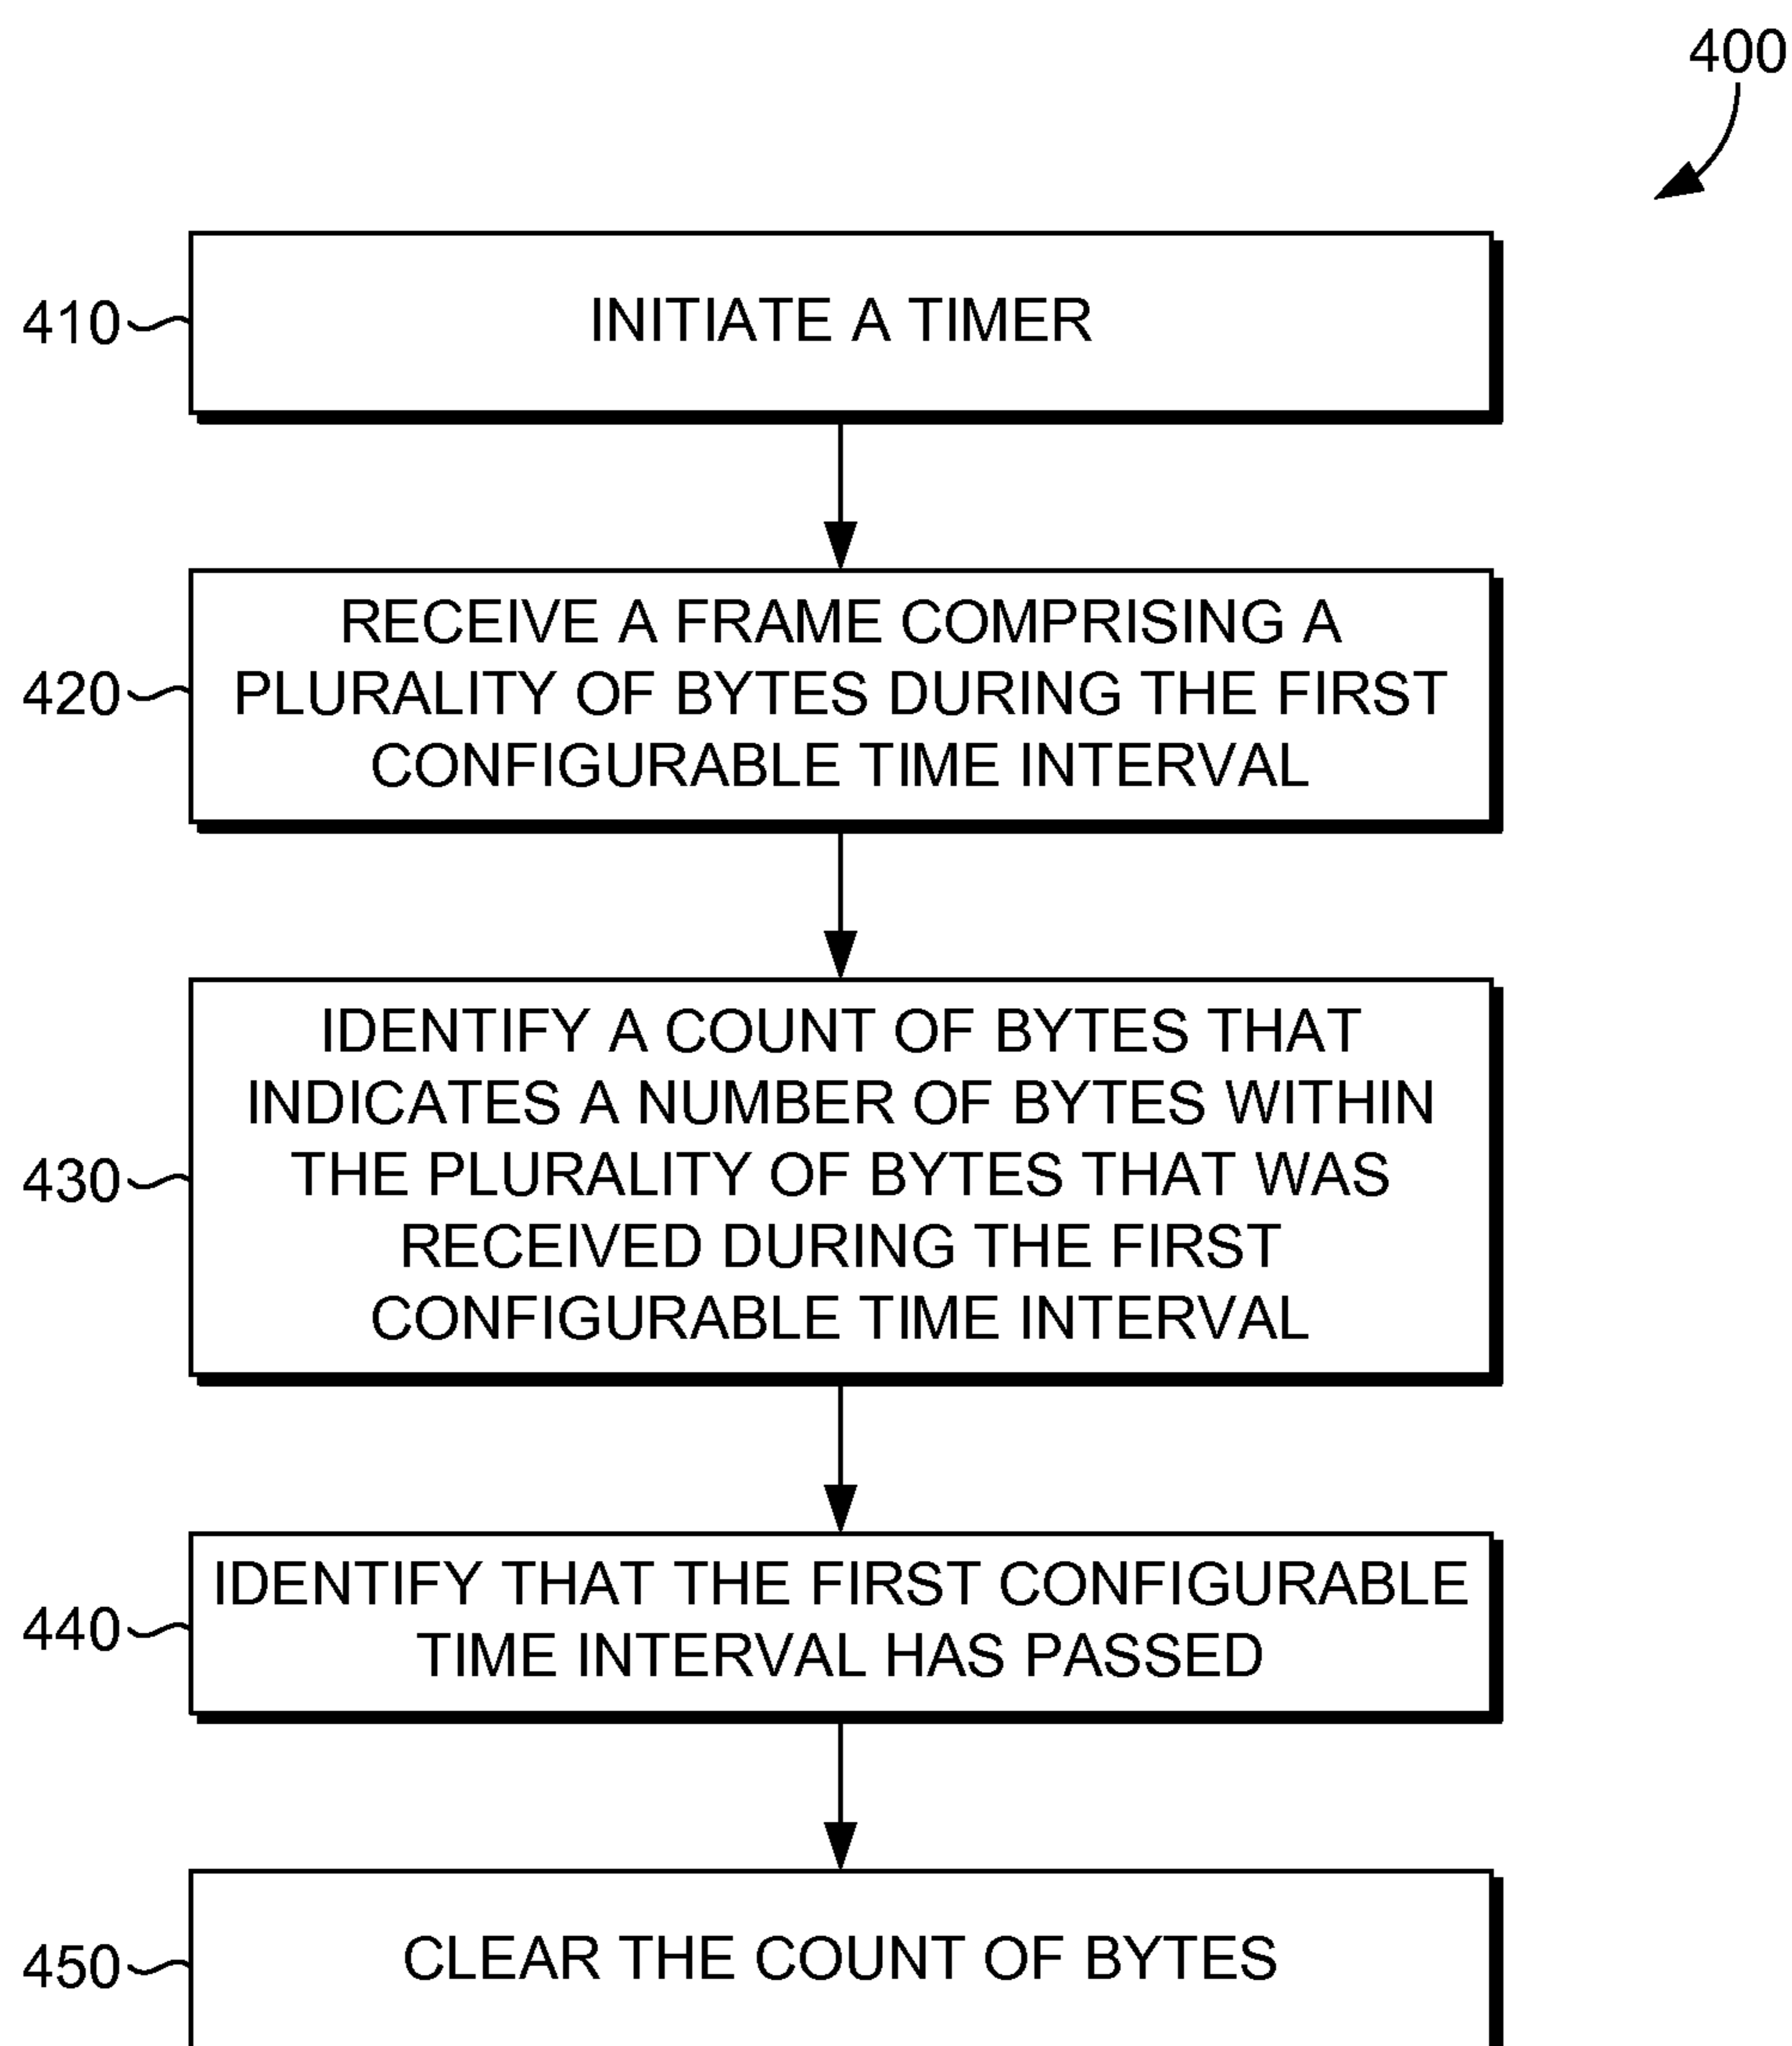 400
410
INITIATE A TIMER
420
RECEIVE A FRAME COMPRISING A
PLURALITY OF BYTES DURING THE FIRST
CONFIGURABLE TIME INTERVAL
430
IDENTIFY A COUNT OF BYTES THAT
INDICATES A NUMBER OF BYTES WITHIN
THE PLURALITY OF BYTES THAT WAS
RECEIVED DURING THE FIRST
CONFIGURABLE TIME INTERVAL
440
IDENTIFY THAT THE FIRST CONFIGURABLE
TIME INTERVAL HAS PASSED
450
CLEAR THE COUNT OF BYTES